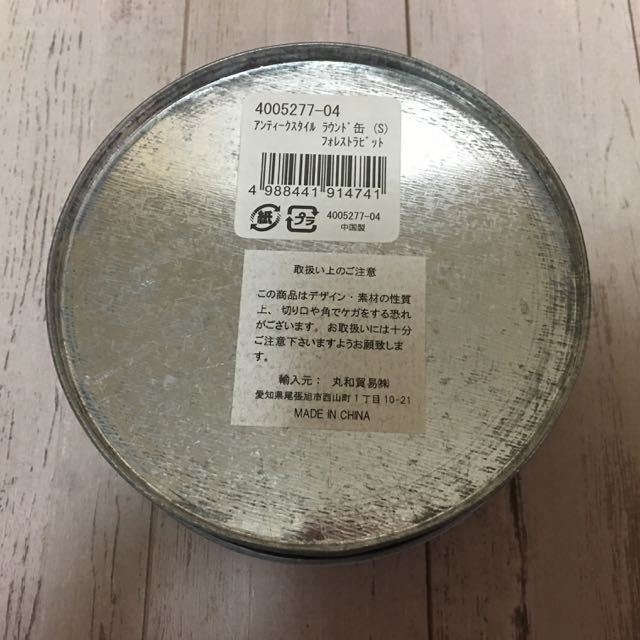 4005277-04
アンティークスタイル ラウンド缶 (S)
フォレストラビット
4 988441 914741
紙 プラ 4005277-04
中国製
取扱い上のご注意
この商品はデザイン・素材の性質
上、切り口や角でケガをする恐れ
がございます。お取扱いには十分
ご注意下さいますようお願致しま
す。
輸入元： 丸和貿易㈱
愛知県尾張旭市西山町1丁目10-21
MADE IN CHINA